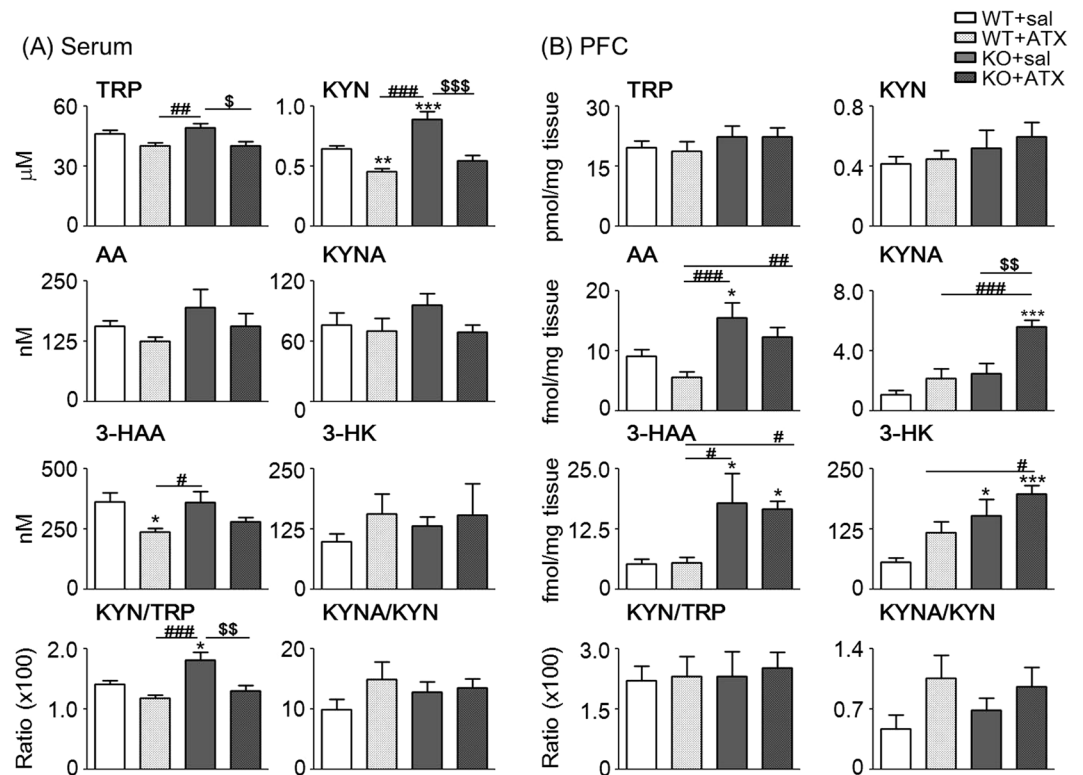 WT+sal
WT+ATX
KO+sal
KO+ATX
(A) Serum
(B) PFC
TRP
KYN
TRP
KYN
μM
60
40
20
0
## $
1.0
0.5
0
** ### *** $$$
pmol/mg tissue
30
20
15
0
0.8
0.4
0
AA
KYNA
AA
KYNA
nM
250
125
0
120
60
0
fmol/mg tissue
20
10
0
### * ##
8.0
4.0
0
### $$ ***
3-HAA
3-HK
3-HAA
3-HK
nM
500
250
0
* #
250
125
0
fmol/mg tissue
25
12.5
0
# * # *
250
125
0
* # ***
KYN/TRP
KYNA/KYN
KYN/TRP
KYNA/KYN
Ratio (x100)
2.0
1.0
0
### * $$
20
10
0
Ratio (x100)
3.0
1.5
0
1.4
0.7
0